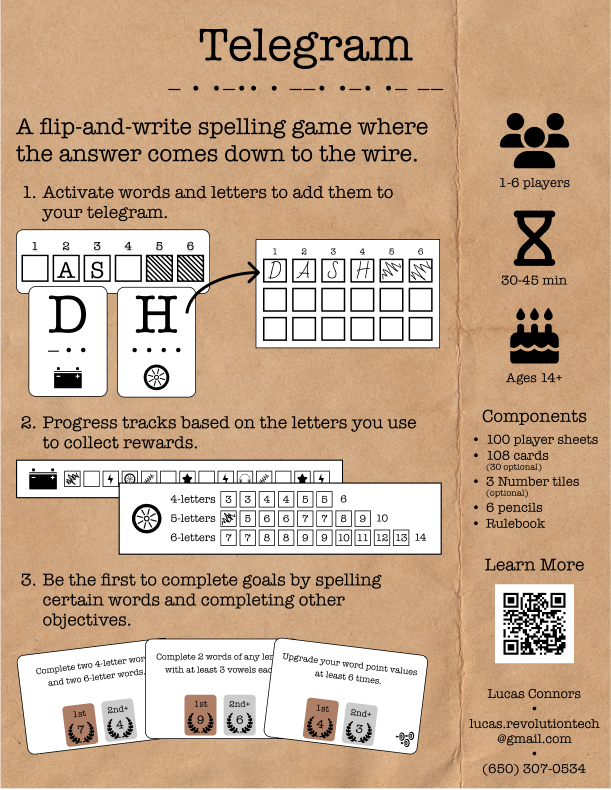 Telegram
— • •—•• • ——• •—• •— ——
A flip-and-write spelling game where
the answer comes down to the wire.
1. Activate words and letters to add them to
your telegram.
1 2 3 4 5 6
A S
D
— • •
H
• • • •
1 2 3 4 5 6
D A S H
2. Progress tracks based on the letters you use
to collect rewards.
4-letters 3 3 4 4 5 5 6
5-letters 5 6 6 7 7 8 9 10
6-letters 7 7 8 8 9 9 10 11 12 13 14
3. Be the first to complete goals by spelling
certain words and completing other
objectives.
Complete two 4-letter wor
and two 6-letter words.
1st
7
2nd+
4
Complete 2 words of any len
with at least 3 vowels eac
1st
9
2nd+
6
Upgrade your word point values
at least 6 times.
1st
4
2nd+
3
1-6 players
30-45 min
Ages 14+
Components
• 100 player sheets
• 108 cards
(30 optional)
• 3 Number tiles
(optional)
• 6 pencils
• Rulebook
Learn More
Lucas Connors
•
lucas.revolutiontech
@gmail.com
•
(650) 307-0534